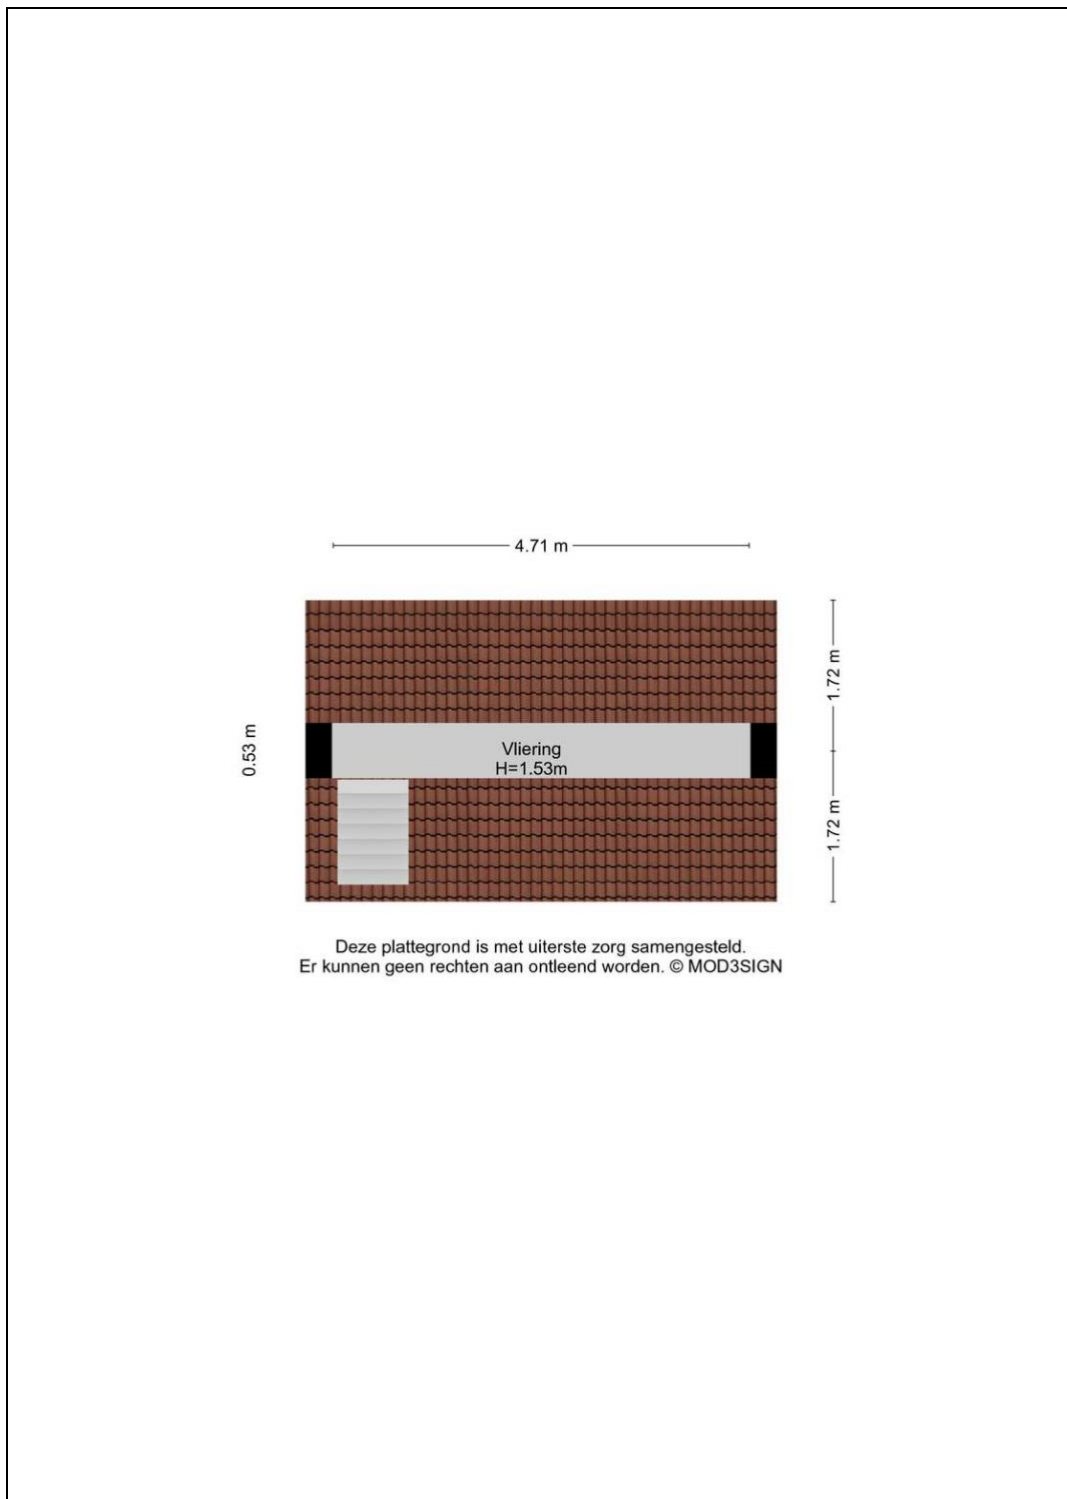 4.71 m
1.72 m
0.53 m
Vliering
H=1.53m
1.72 m
Deze plattegrond is met uiterste zorg samengesteld.
Er kunnen geen rechten aan ontleend worden. © MOD3SIGN